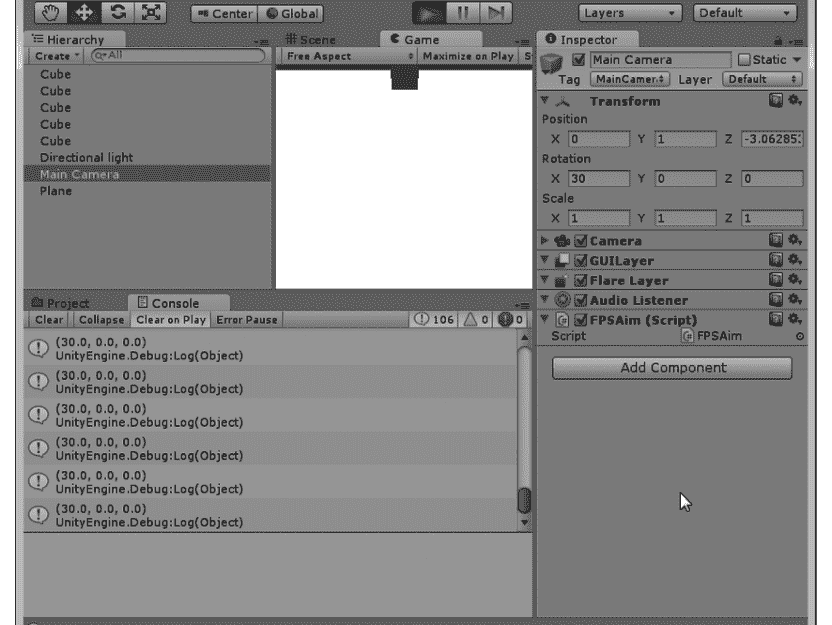 Center Global Layers Default
Hierarchy
Create All
Cube
Cube
Cube
Cube
Cube
Directional light
Main Camera
Plane
Scene Game
Free Aspect Maximize on Play S
Project Console
Clear Collapse Clear on Play Error Pause 106 0 0
(30.0, 0.0, 0.0)
UnityEngine.Debug:Log(Object)
(30.0, 0.0, 0.0)
UnityEngine.Debug:Log(Object)
(30.0, 0.0, 0.0)
UnityEngine.Debug:Log(Object)
(30.0, 0.0, 0.0)
UnityEngine.Debug:Log(Object)
(30.0, 0.0, 0.0)
UnityEngine.Debug:Log(Object)
(30.0, 0.0, 0.0)
UnityEngine.Debug:Log(Object)
Inspector
Main Camera Static
Tag MainCamer Layer Default
Transform
Position
X 0 Y 1 Z -3.06285
Rotation
X 30 Y 0 Z 0
Scale
X 1 Y 1 Z 1
Camera
GUILayer
Flare Layer
Audio Listener
FPSAim (Script)
Script FPSAim
Add Component